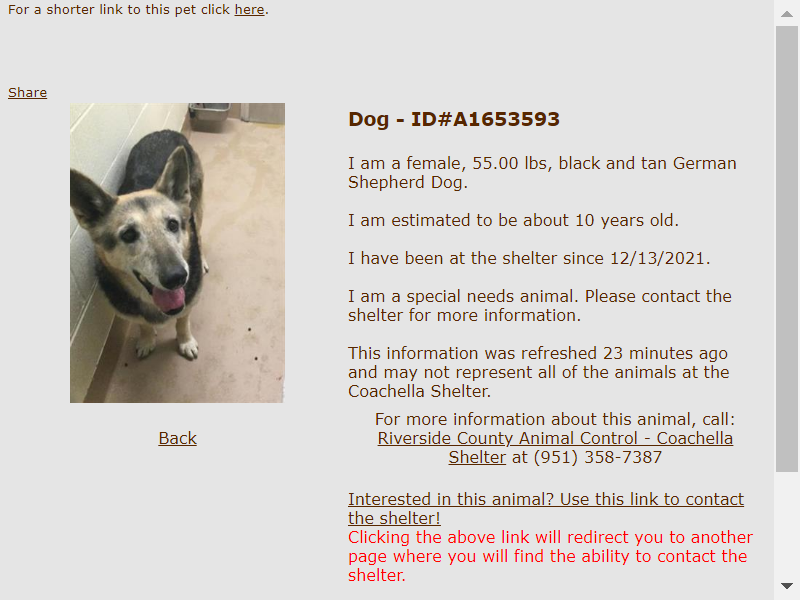 For a shorter link to this pet click here.
Share
Dog - ID#A1653593
I am a female, 55.00 lbs, black and tan German
Shepherd Dog.
I am estimated to be about 10 years old.
I have been at the shelter since 12/13/2021.
I am a special needs animal. Please contact the
shelter for more information.
This information was refreshed 23 minutes ago
and may not represent all of the animals at the
Coachella Shelter.
For more information about this animal, call:
Riverside County Animal Control - Coachella
Shelter at (951) 358-7387
Back
Interested in this animal? Use this link to contact
the shelter!
Clicking the above link will redirect you to another
page where you will find the ability to contact the
shelter.